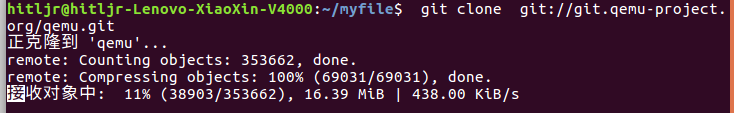 hitljr@hitljr-Lenovo-XiaoXin-V4000:~/myfile$  git clone  git://git.qemu-project.
org/qemu.git
正克隆到 'qemu'...
remote: Counting objects: 353662, done.
remote: Compressing objects: 100% (69031/69031), done.
接收对象中:  11% (38903/353662), 16.39 MiB | 438.00 KiB/s